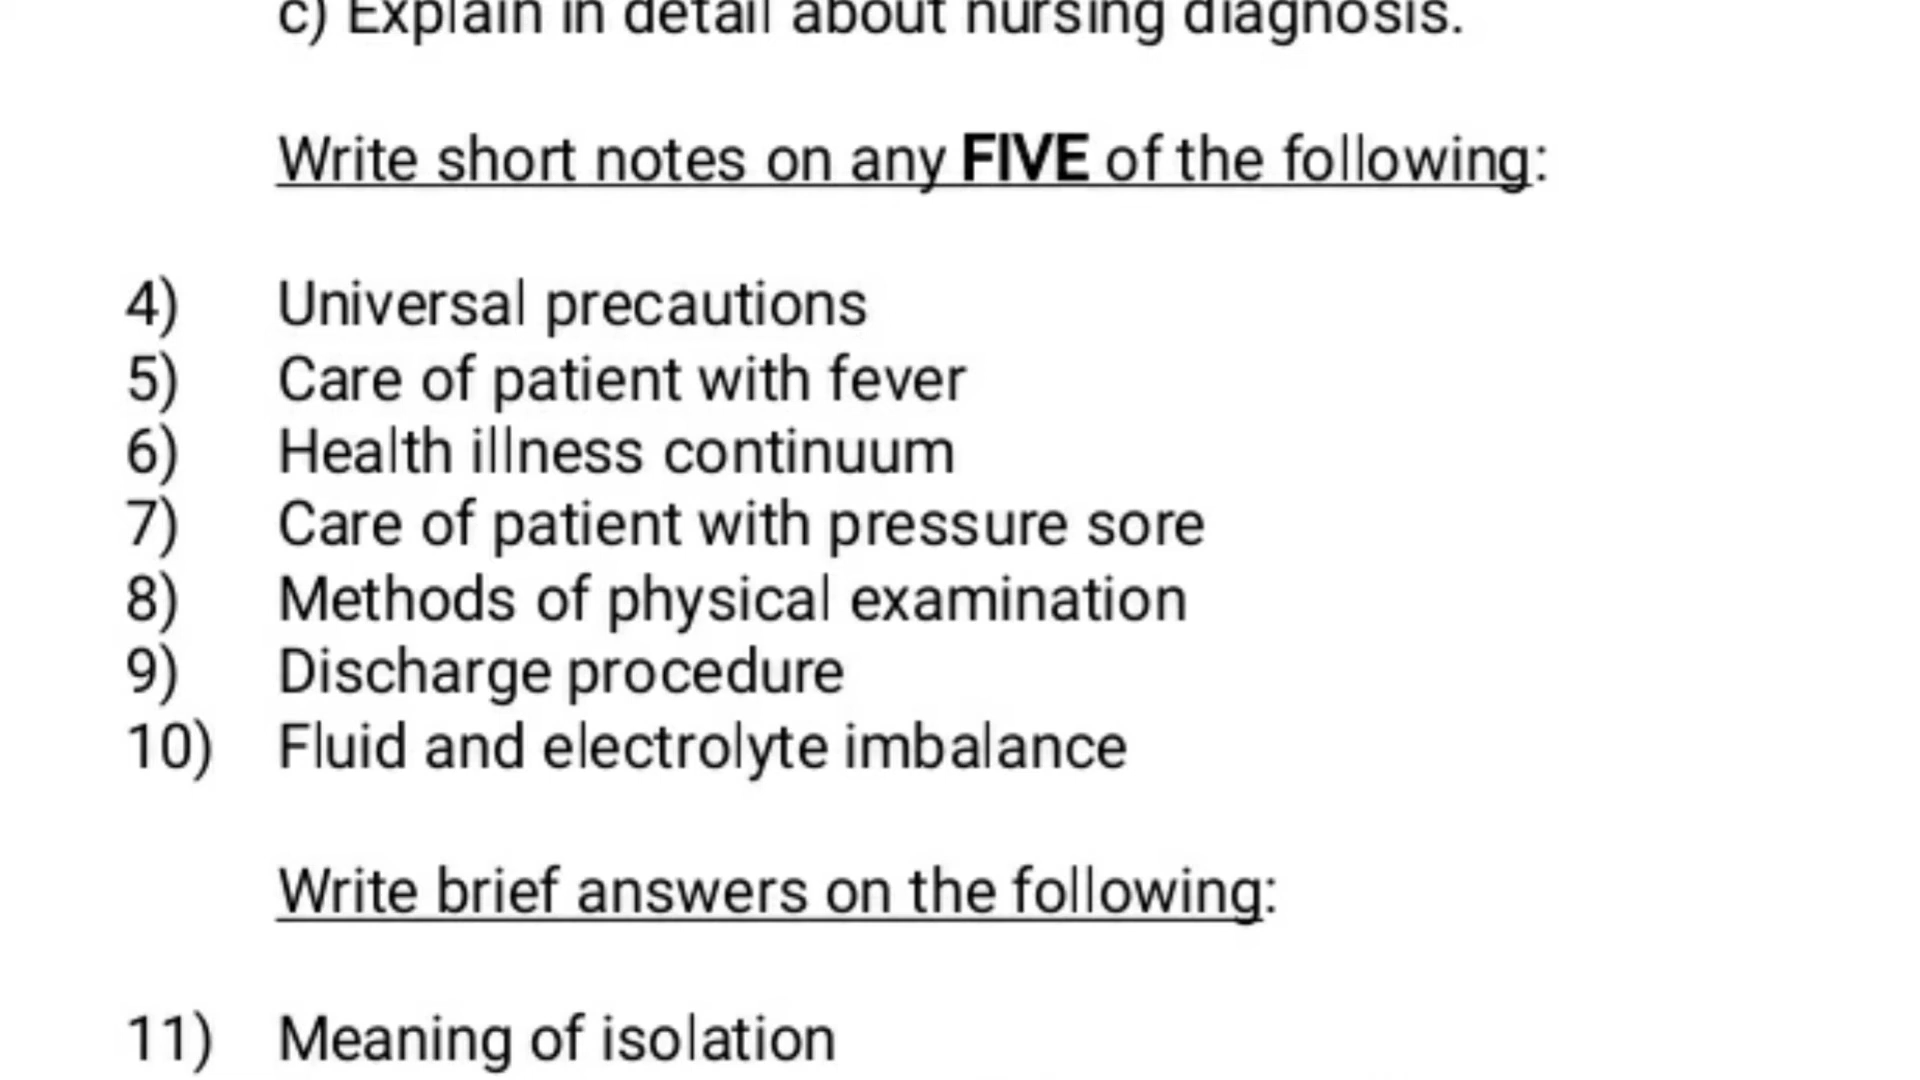 c) Explain in detail about nursing diagnosis.
Write short notes on any FIVE of the following:
4) Universal precautions
5) Care of patient with fever
6) Health illness continuum
7) Care of patient with pressure sore
8) Methods of physical examination
9) Discharge procedure
10) Fluid and electrolyte imbalance
Write brief answers on the following:
11) Meaning of isolation